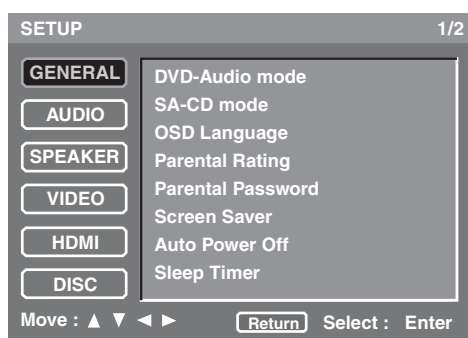 SETUP 1/2
GENERAL
AUDIO
SPEAKER
VIDEO
HDMI
DISC
DVD-Audio mode
SA-CD mode
OSD Language
Parental Rating
Parental Password
Screen Saver
Auto Power Off
Sleep Timer
Move : ▲ ▼ ◄ ► Return Select : Enter